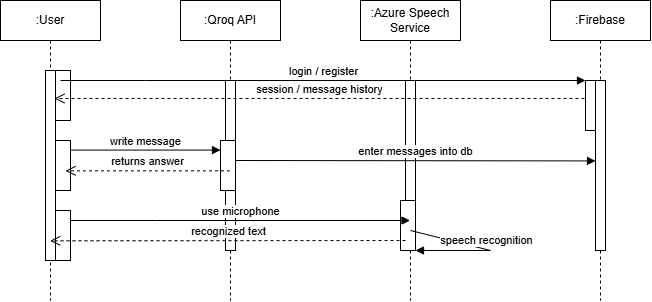 :User
:Qroq API
:Azure Speech
Service
:Firebase
login / register
session / message history
write message
enter messages into db
returns answer
use microphone
recognized text
speech recognition